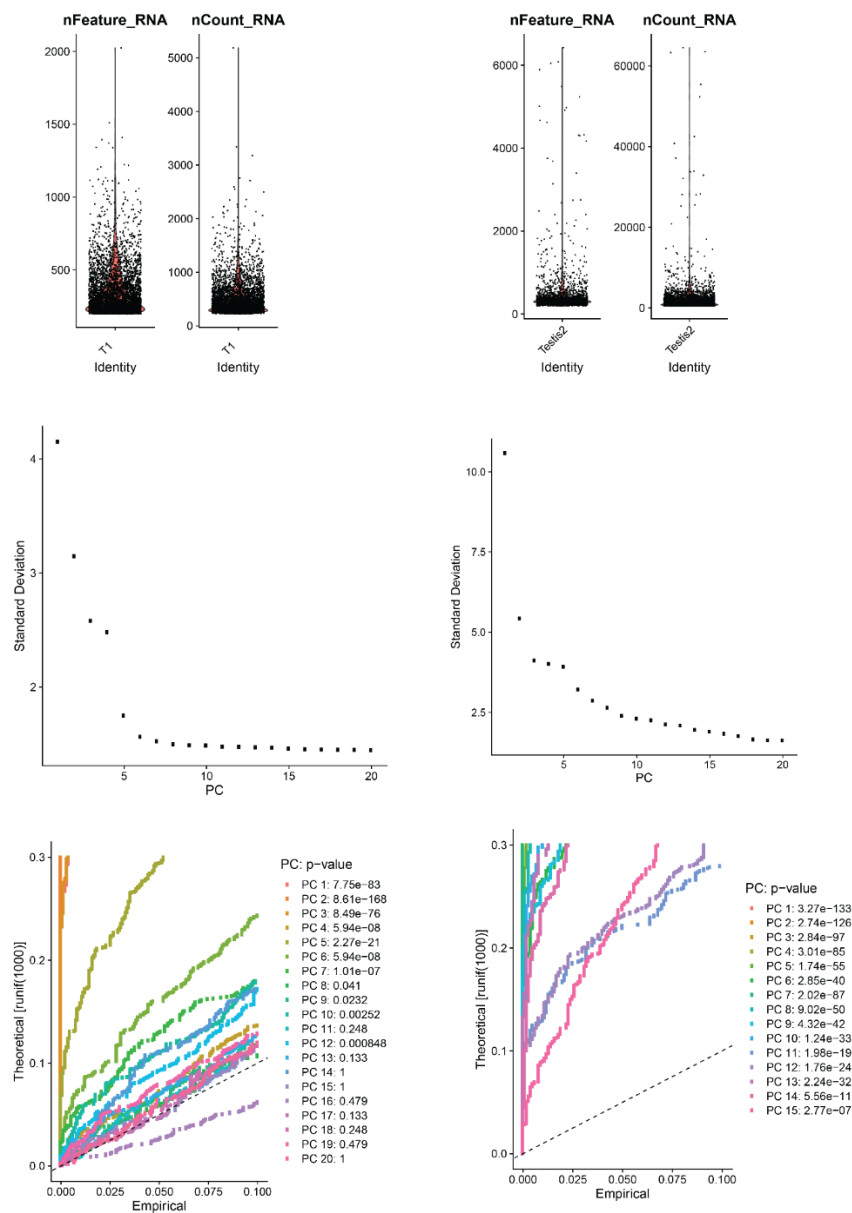 nFeature_RNA nCount_RNA
2000
1500
1000
500
5000
4000
3000
2000
1000
0
T1
T1
Identity
Identity
nFeature_RNA nCount_RNA
6000
4000
2000
0
60000
40000
20000
0
Testis2
Testis2
Identity
Identity
4
3
2
Standard Deviation
5
10
15
20
PC
10.0
7.5
5.0
2.5
Standard Deviation
5
10
15
20
PC
0.3
0.2
0.1
0.0
Theoretical [runif(1000)]
0.000
0.025
0.050
0.075
0.100
Empirical
PC: p-value
PC 1: 7.75e−83
PC 2: 8.61e−168
PC 3: 8.49e−76
PC 4: 5.94e−08
PC 5: 2.27e−21
PC 6: 5.94e−08
PC 7: 1.01e−07
PC 8: 0.041
PC 9: 0.0232
PC 10: 0.00252
PC 11: 0.248
PC 12: 0.000848
PC 13: 0.133
PC 14: 1
PC 15: 1
PC 16: 0.479
PC 17: 0.133
PC 18: 0.248
PC 19: 0.479
PC 20: 1
0.3
0.2
0.1
0.0
Theoretical [runif(1000)]
0.000
0.025
0.050
0.075
0.100
Empirical
PC: p-value
PC 1: 3.27e−133
PC 2: 2.74e−126
PC 3: 2.84e−97
PC 4: 3.01e−85
PC 5: 1.74e−55
PC 6: 2.85e−40
PC 7: 2.02e−87
PC 8: 9.02e−50
PC 9: 4.32e−42
PC 10: 1.24e−33
PC 11: 1.98e−19
PC 12: 1.76e−24
PC 13: 2.24e−32
PC 14: 5.56e−11
PC 15: 2.77e−07